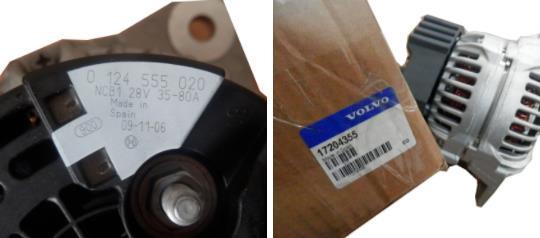 0 124 555 020
NCB1 28V 35-80A
Made in
Spain
09-11-06
VOLVO
17204355